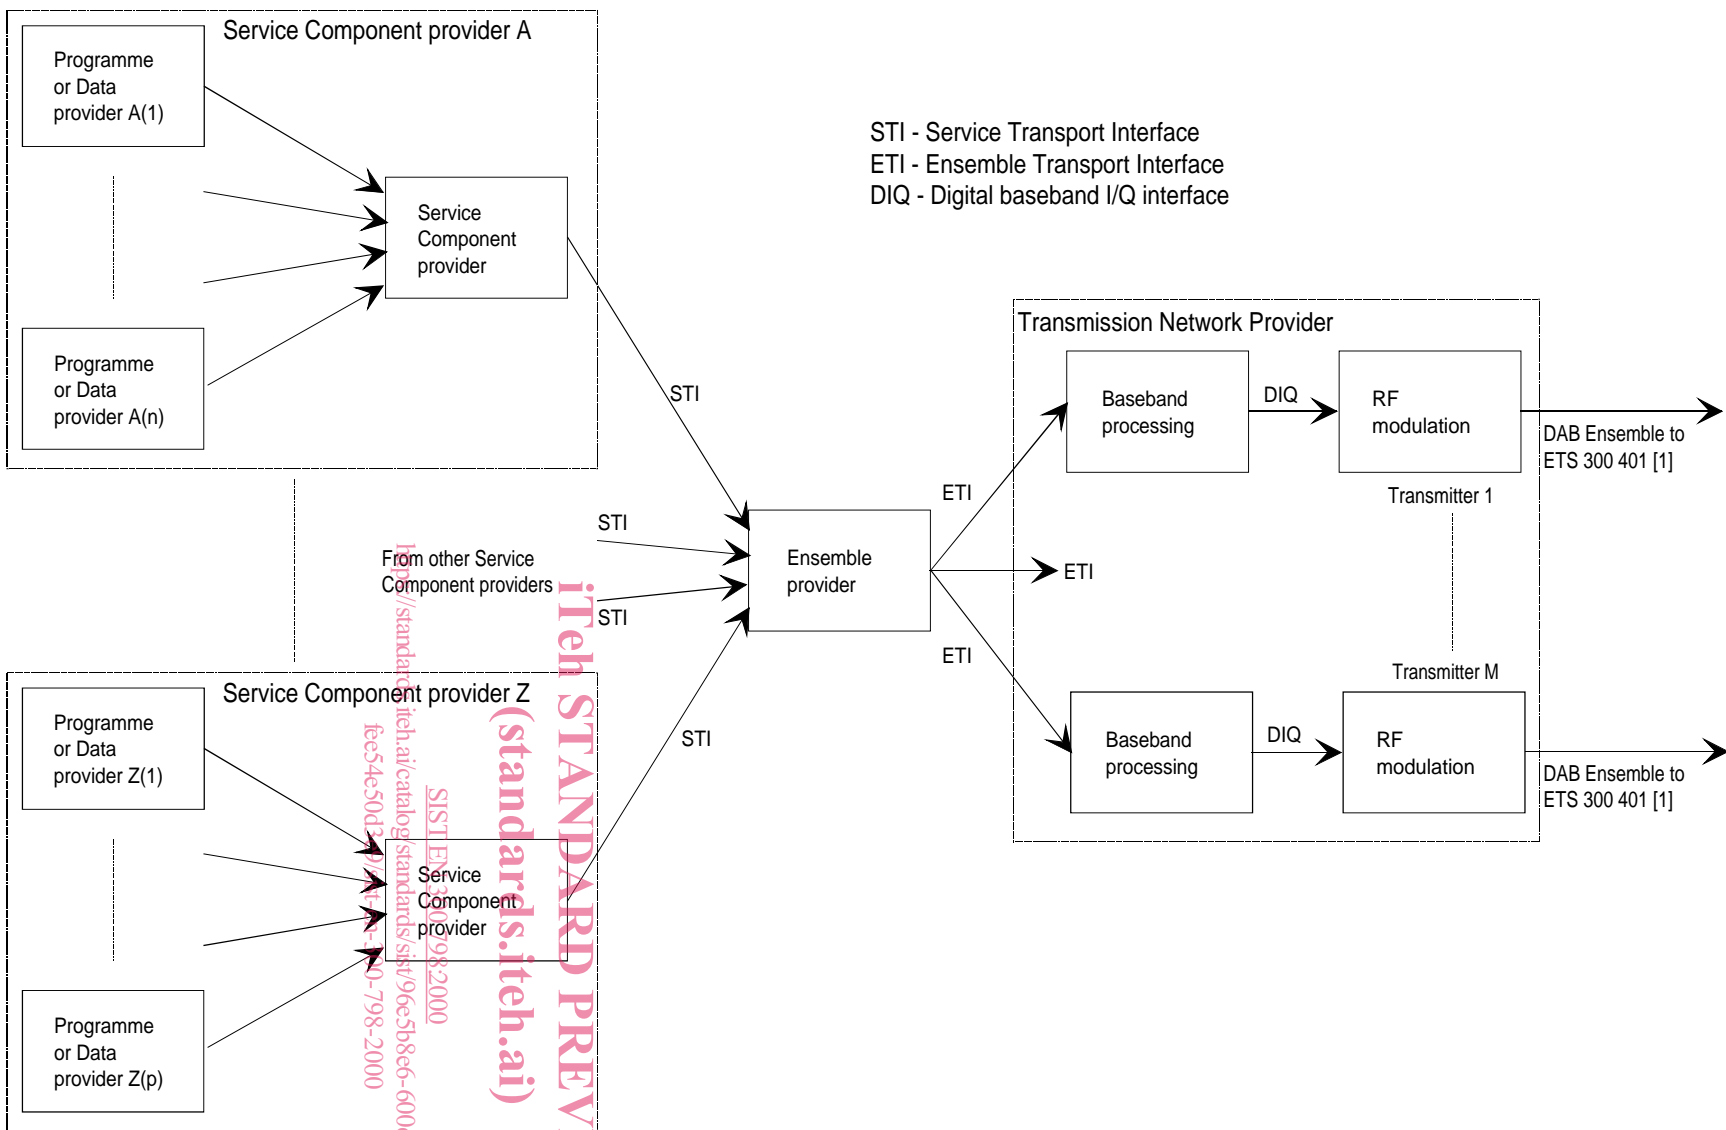 Service Component provider A
Programme
or Data
provider A(1)
Service
Component
provider
Programme
or Data
provider A(n)
STI - Service Transport Interface
ETI - Ensemble Transport Interface
DIQ - Digital baseband I/Q interface
STI
Transmission Network Provider
Baseband
processing
DIQ
RF
modulation
DAB Ensemble to
ETS 300 401 [1]
Transmitter 1
ETI
STI
From other Service
Component providers
STI
Ensemble
provider
ETI
ETI
Transmitter M
Baseband
processing
DIQ
RF
modulation
DAB Ensemble to
ETS 300 401 [1]
Service Component provider Z
Programme
or Data
provider Z(1)
STI
Service
Component
provider
Programme
or Data
provider Z(p)
iTeh STANDARD PREV
(standards.iteh.ai)
SIST EN 300 798:2000